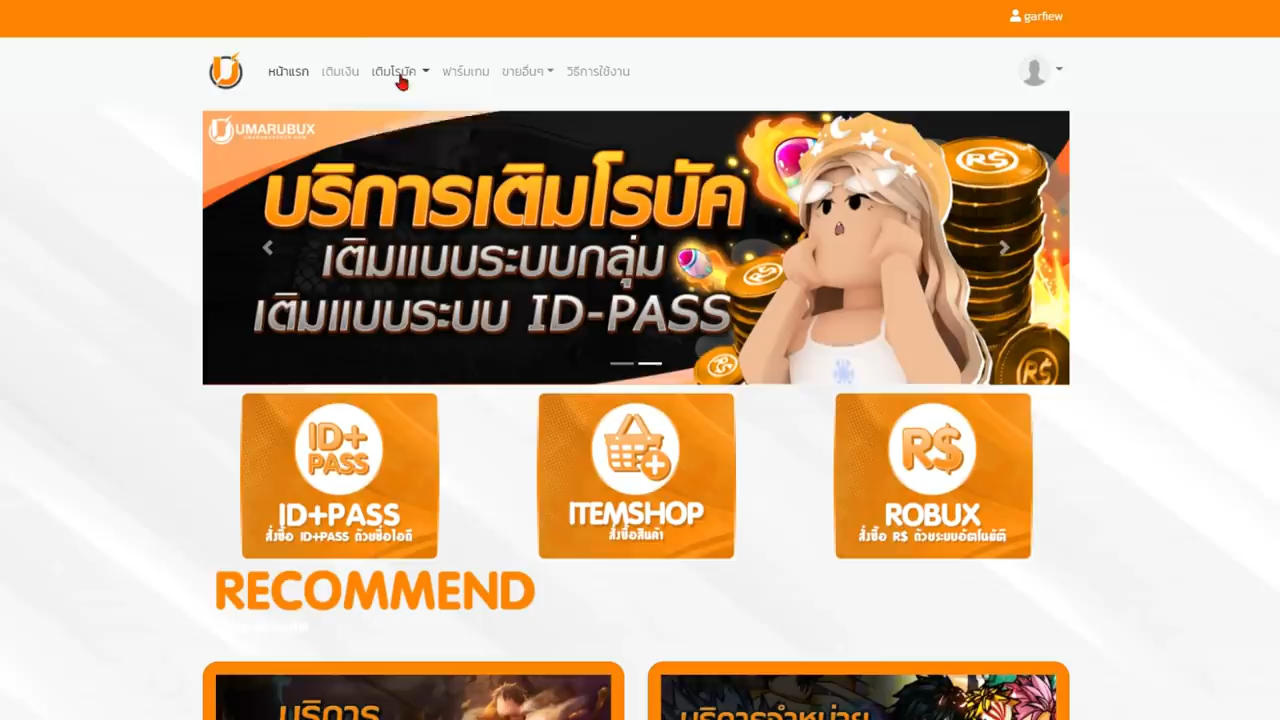 garfiew
หน้าแรก เติมเงิน เติมโรบัค ฟาร์มเกม ขายอื่นๆ วิธีการใช้งาน
UMARUBUX
บริการเติมโรบัค
เติมแบบระบบกลุ่ม
เติมแบบระบบ ID-PASS
R$
R$
R$
ID+
PASS
ID+PASS
สั่งซื้อ ID+PASS ด้วยชื่อไอดี
ITEMSHOP
สั่งซื้อสินค้า
R$
ROBUX
สั่งซื้อ R$ ด้วยระบบอัตโนมัติ
RECOMMEND
บริการ
บริการจำหน่าย